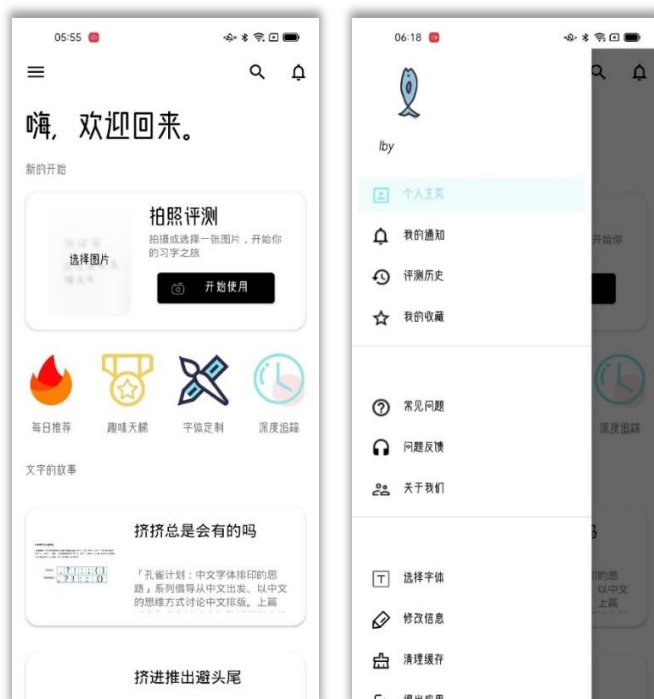 05:55
嗨，欢迎回来。
新的开始
拍照评测
拍摄或选择一张图片，开始你
的习字之旅
选择图片
开始使用
每日推荐
趣味天梯
字体定制
深度追踪
文字的故事
挤挤总是会有的吗
「孔雀计划：中文字体排印的思
路」系列倡导从中文出发、以中文
的思维方式讨论中文排版。上篇
挤进推出避头尾
06:18
lby
个人主页
我的通知
评测历史
我的收藏
常见问题
问题反馈
关于我们
T 选择字体
修改信息
清理缓存
退出应用
开始你
深度追踪
的思
以中文
上篇